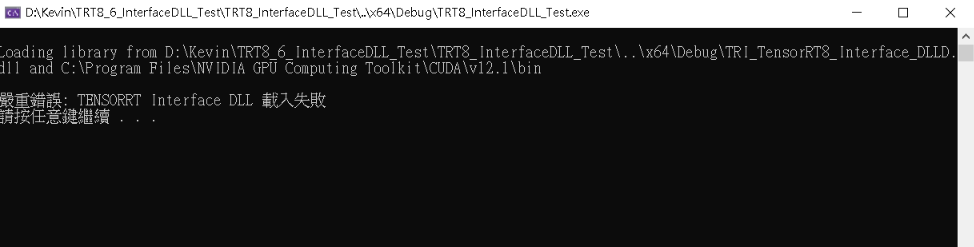 D:\Kevin\TRT8_6_InterfaceDLL_Test\TRT8_InterfaceDLL_Test\..\x64\Debug\TRT8_InterfaceDLL_Test.exe
Loading library from D:\Kevin\TRT8_6_InterfaceDLL_Test\TRT8_InterfaceDLL_Test\..\x64\Debug\TRI_TensorRT8_Interface_DLLD.
dll and C:\Program Files\NVIDIA GPU Computing Toolkit\CUDA\v12.1\bin
嚴重錯誤: TENSORRT Interface DLL 載入失敗
請按任意鍵繼續 . . .